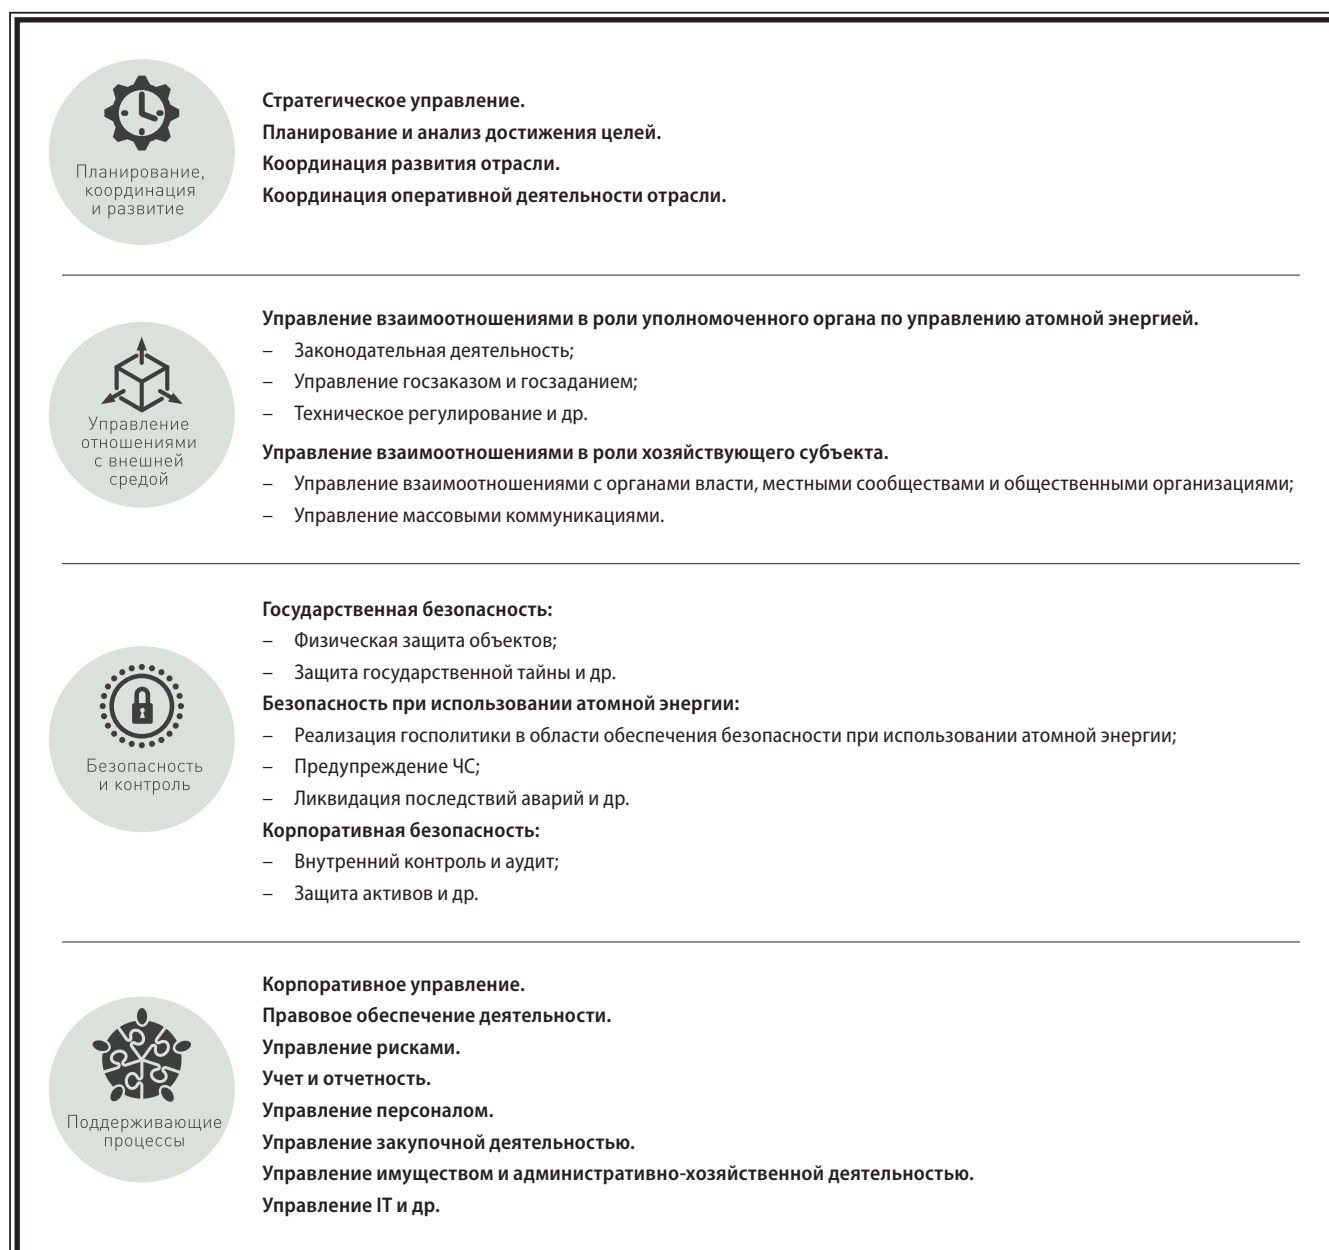 Планирование,
координация
и развитие
Стратегическое управление.
Планирование и анализ достижения целей.
Координация развития отрасли.
Координация оперативной деятельности отрасли.
Управление
отношениями
с внешней
средой
Управление взаимоотношениями в роли уполномоченного органа по управлению атомной энергией.
– Законодательная деятельность;
– Управление госзаказом и госзаданием;
– Техническое регулирование и др.
Управление взаимоотношениями в роли хозяйствующего субъекта.
– Управление взаимоотношениями с органами власти, местными сообществами и общественными организациями;
– Управление массовыми коммуникациями.
Безопасность
и контроль
Государственная безопасность:
– Физическая защита объектов;
– Защита государственной тайны и др.
Безопасность при использовании атомной энергии:
– Реализация госполитики в области обеспечения безопасности при использовании атомной энергии;
– Предупреждение ЧС;
– Ликвидация последствий аварий и др.
Корпоративная безопасность:
– Внутренний контроль и аудит;
– Защита активов и др.
Поддерживающие
процессы
Корпоративное управление.
Правовое обеспечение деятельности.
Управление рисками.
Учет и отчетность.
Управление персоналом.
Управление закупочной деятельностью.
Управление имуществом и административно-хозяйственной деятельностью.
Управление IT и др.